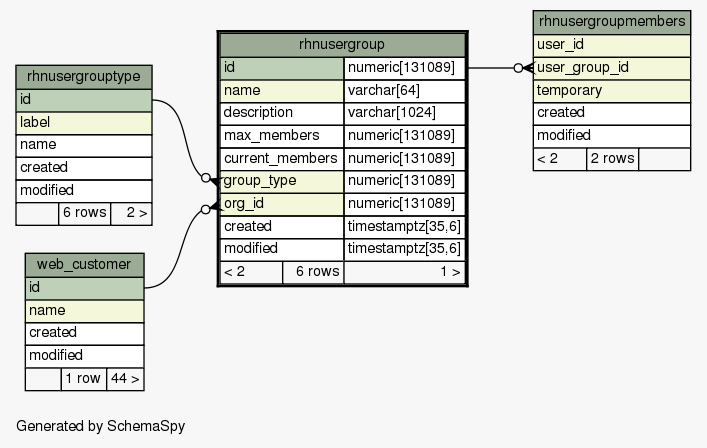 rhnusergrouptype
id
label
name
created
modified
6 rows 2 >
web_customer
id
name
created
modified
1 row 44 >
rhnusergroup
id numeric[131089]
name varchar[64]
description varchar[1024]
max_members numeric[131089]
current_members numeric[131089]
group_type numeric[131089]
org_id numeric[131089]
created timestamptz[35,6]
modified timestamptz[35,6]
< 2 6 rows 1 >
rhnusergroupmembers
user_id
user_group_id
temporary
created
modified
< 2 2 rows
Generated by SchemaSpy